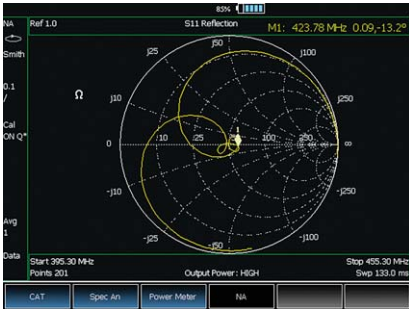 85%
NA
Ref 1.0
S11 Reflection
M1: 423.78 MHz 0.09,-13.2°
Smith
0.1
/
Cal
ON Q*
Avg
1
Data
Ω
j50
j25
j100
j10
j250
0
10
25
50
100
250
∞
-j10
-j250
-j25
-j100
-j50
1
Start 395.30 MHz
Stop 455.30 MHz
Points 201
Output Power: HIGH
Swp 133.0 ms
CAT
Spec An
Power Meter
NA